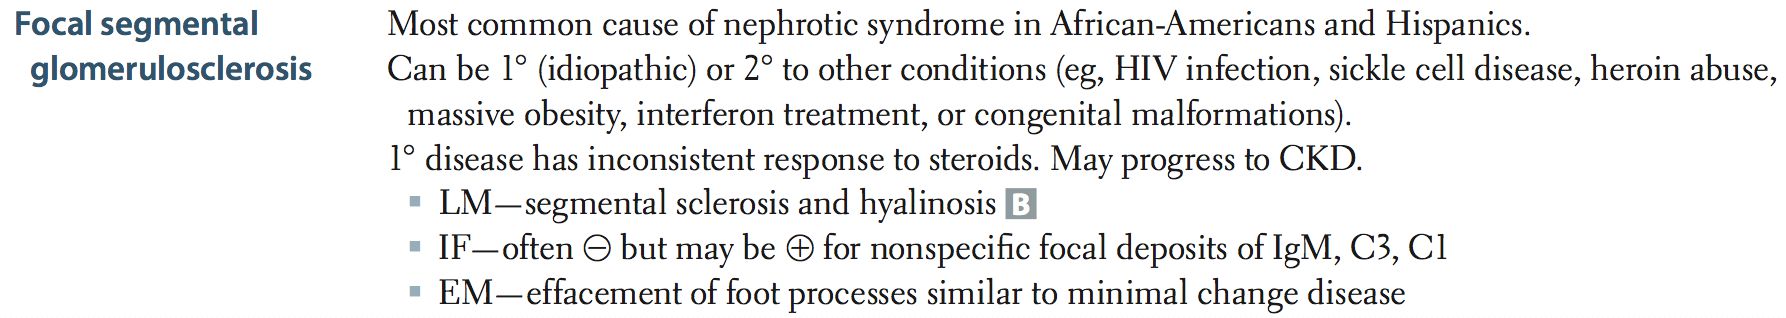 Focal segmental
glomerulosclerosis
Most common cause of nephrotic syndrome in African-Americans and Hispanics.
Can be 1° (idiopathic) or 2° to other conditions (eg, HIV infection, sickle cell disease, heroin abuse,
massive obesity, interferon treatment, or congenital malformations).
1° disease has inconsistent response to steroids. May progress to CKD.
▪ LM—segmental sclerosis and hyalinosis B
▪ IF—often ⊖ but may be ⊕ for nonspecific focal deposits of IgM, C3, C1
▪ EM—effacement of foot processes similar to minimal change disease